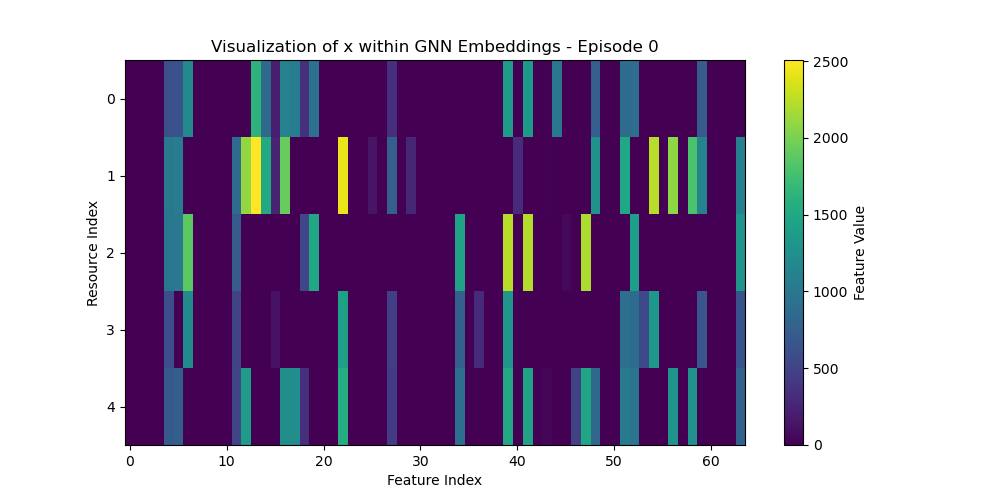 Visualization of x within GNN Embeddings - Episode 0
Resource Index
0
1
2
3
4
0 10 20 30 40 50 60
Feature Index
2500
2000
1500
1000
500
0
Feature Value